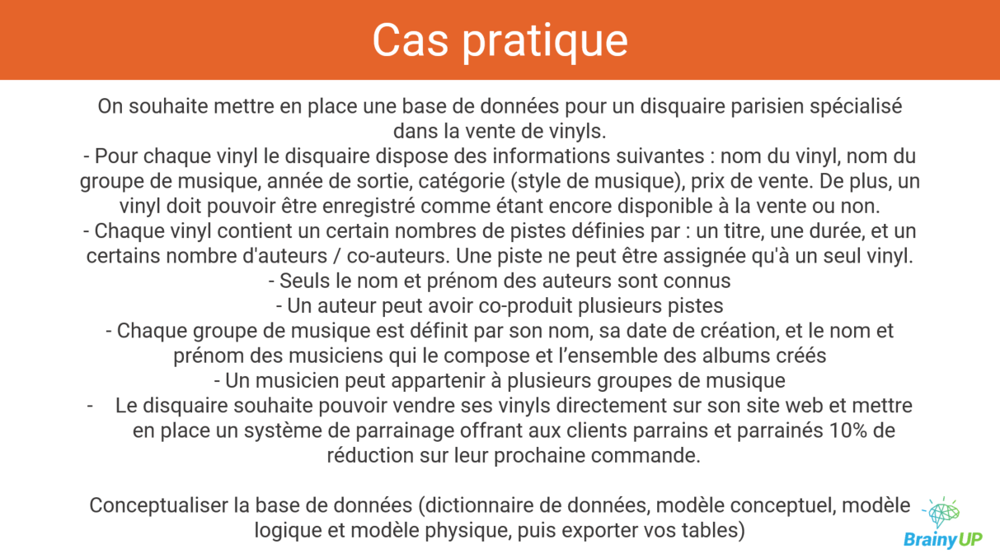 Cas pratique
On souhaite mettre en place une base de données pour un disquaire parisien spécialisé
dans la vente de vinyls.
- Pour chaque vinyl le disquaire dispose des informations suivantes : nom du vinyl, nom du
groupe de musique, année de sortie, catégorie (style de musique), prix de vente. De plus, un
vinyl doit pouvoir être enregistré comme étant encore disponible à la vente ou non.
- Chaque vinyl contient un certain nombres de pistes définies par : un titre, une durée, et un
certains nombre d'auteurs / co-auteurs. Une piste ne peut être assignée qu'à un seul vinyl.
- Seuls le nom et prénom des auteurs sont connus
- Un auteur peut avoir co-produit plusieurs pistes
- Chaque groupe de musique est définit par son nom, sa date de création, et le nom et
prénom des musiciens qui le compose et l’ensemble des albums créés
- Un musicien peut appartenir à plusieurs groupes de musique
- Le disquaire souhaite pouvoir vendre ses vinyls directement sur son site web et mettre
en place un système de parrainage offrant aux clients parrains et parrainés 10% de
réduction sur leur prochaine commande.
Conceptualiser la base de données (dictionnaire de données, modèle conceptuel, modèle
logique et modèle physique, puis exporter vos tables)
BrainyUP